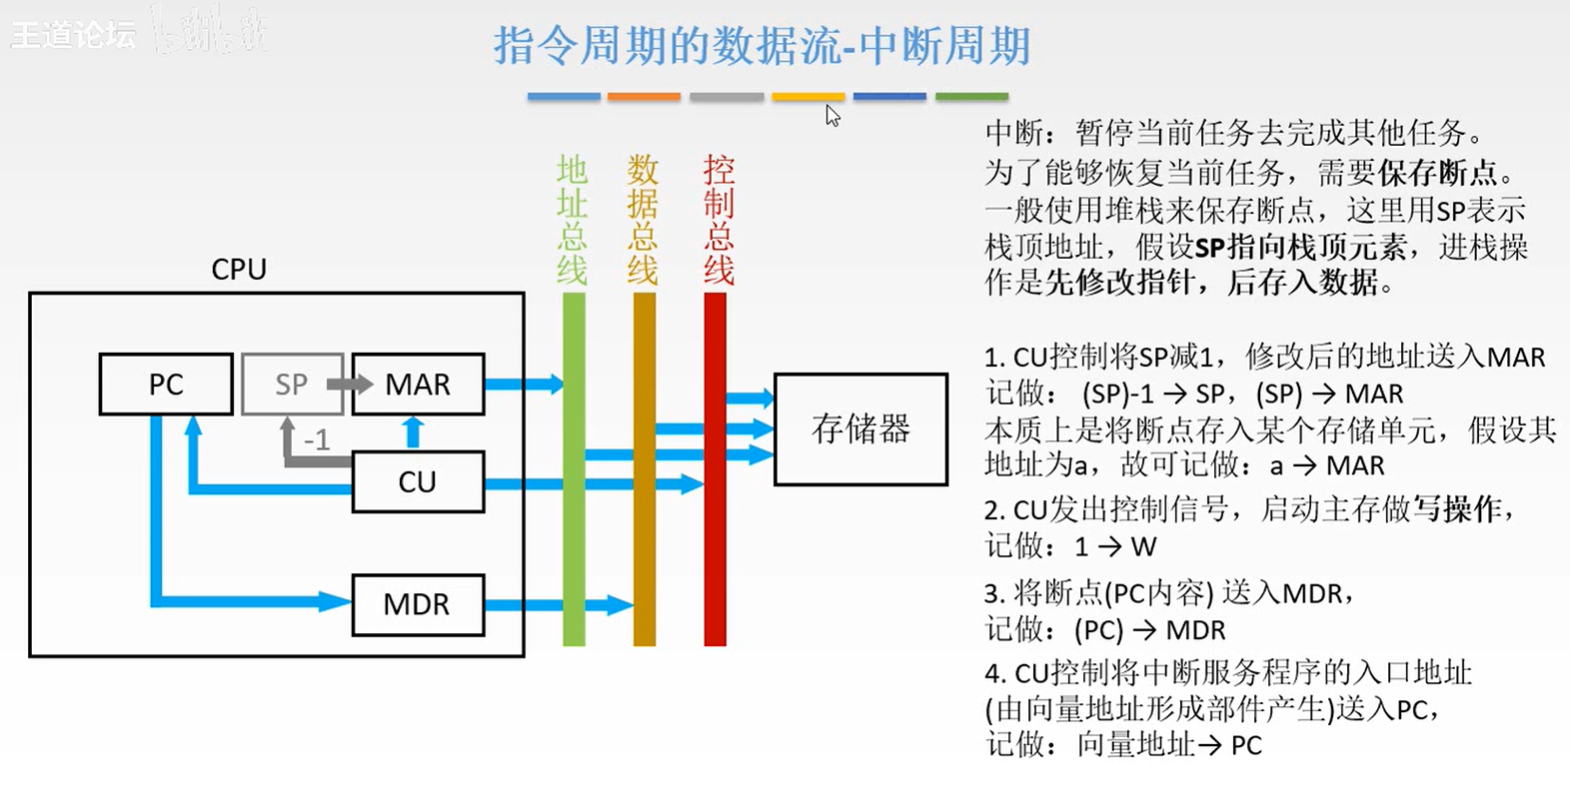 王道论坛 bilibili
指令周期的数据流-中断周期
中断：暂停当前任务去完成其他任务。
为了能够恢复当前任务，需要保存断点。
一般使用堆栈来保存断点，这里用SP表示
栈顶地址，假设SP指向栈顶元素，进栈操
作是先修改指针，后存入数据。
地址总线
数据总线
控制总线
CPU
PC
SP
MAR
-1
CU
MDR
存储器
1. CU控制将SP减1，修改后的地址送入MAR
记做： (SP)-1 → SP，(SP) → MAR
本质上是将断点存入某个存储单元，假设其
地址为a，故可记做：a → MAR
2. CU发出控制信号，启动主存做写操作，
记做：1 → W
3. 将断点(PC内容) 送入MDR，
记做：(PC) → MDR
4. CU控制将中断服务程序的入口地址
(由向量地址形成部件产生)送入PC，
记做：向量地址→ PC